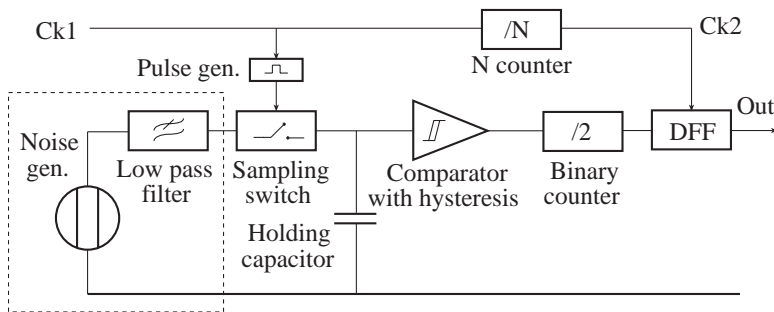 Ck1
/N
Ck2
Pulse gen.
N counter
Out
Noise
gen.
Low pass
filter
Sampling
switch
Comparator
with hysteresis
/2
Binary
counter
DFF
Holding
capacitor